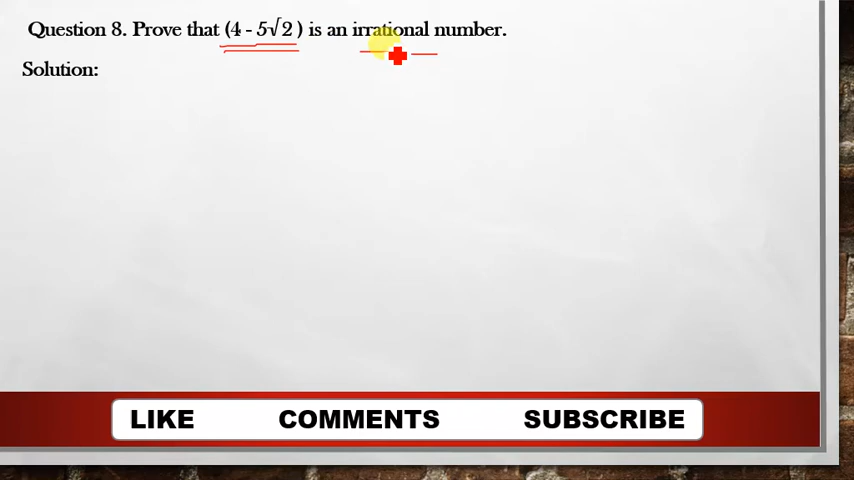 Question 8. Prove that (4 - 5√2 ) is an irrational number.
Solution:
LIKE COMMENTS SUBSCRIBE